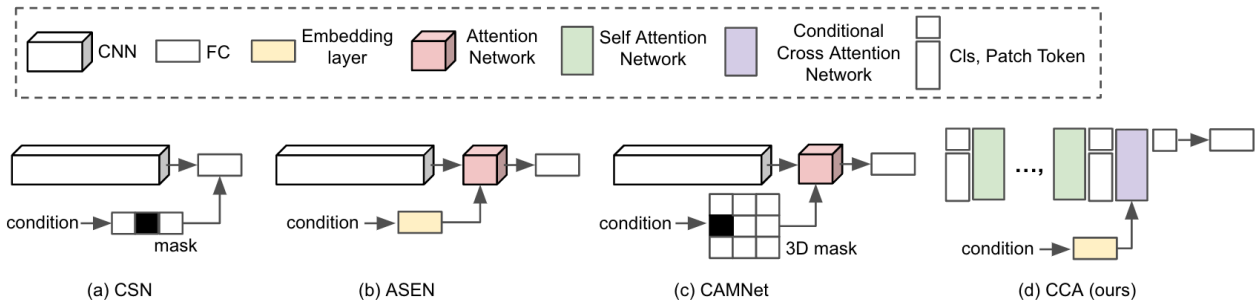 CNN
FC
Embedding
layer
Attention
Network
Self Attention
Network
Conditional
Cross Attention
Network
Cls, Patch Token
condition
mask
(a) CSN
condition
(b) ASEN
condition
3D mask
(c) CAMNet
...,
condition
(d) CCA (ours)